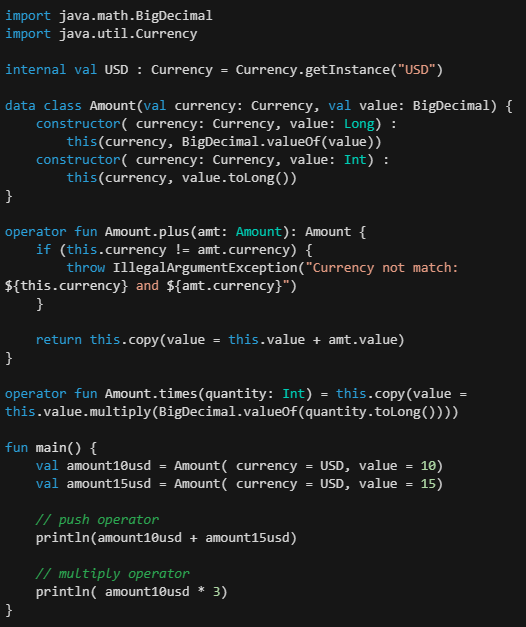 import java.math.BigDecimal
import java.util.Currency
internal val USD : Currency = Currency.getInstance("USD")
data class Amount(val currency: Currency, val value: BigDecimal) {
    constructor( currency: Currency, value: Long) :
        this(currency, BigDecimal.valueOf(value))
    constructor( currency: Currency, value: Int) :
        this(currency, value.toLong())
}
operator fun Amount.plus(amt: Amount): Amount {
    if (this.currency != amt.currency) {
        throw IllegalArgumentException("Currency not match:
${this.currency} and ${amt.currency}")
    }
    return this.copy(value = this.value + amt.value)
}
operator fun Amount.times(quantity: Int) = this.copy(value =
this.value.multiply(BigDecimal.valueOf(quantity.toLong())))
fun main() {
    val amount10usd = Amount( currency = USD, value = 10)
    val amount15usd = Amount( currency = USD, value = 15)
    // push operator
    println(amount10usd + amount15usd)
    // multiply operator
    println( amount10usd * 3)
}